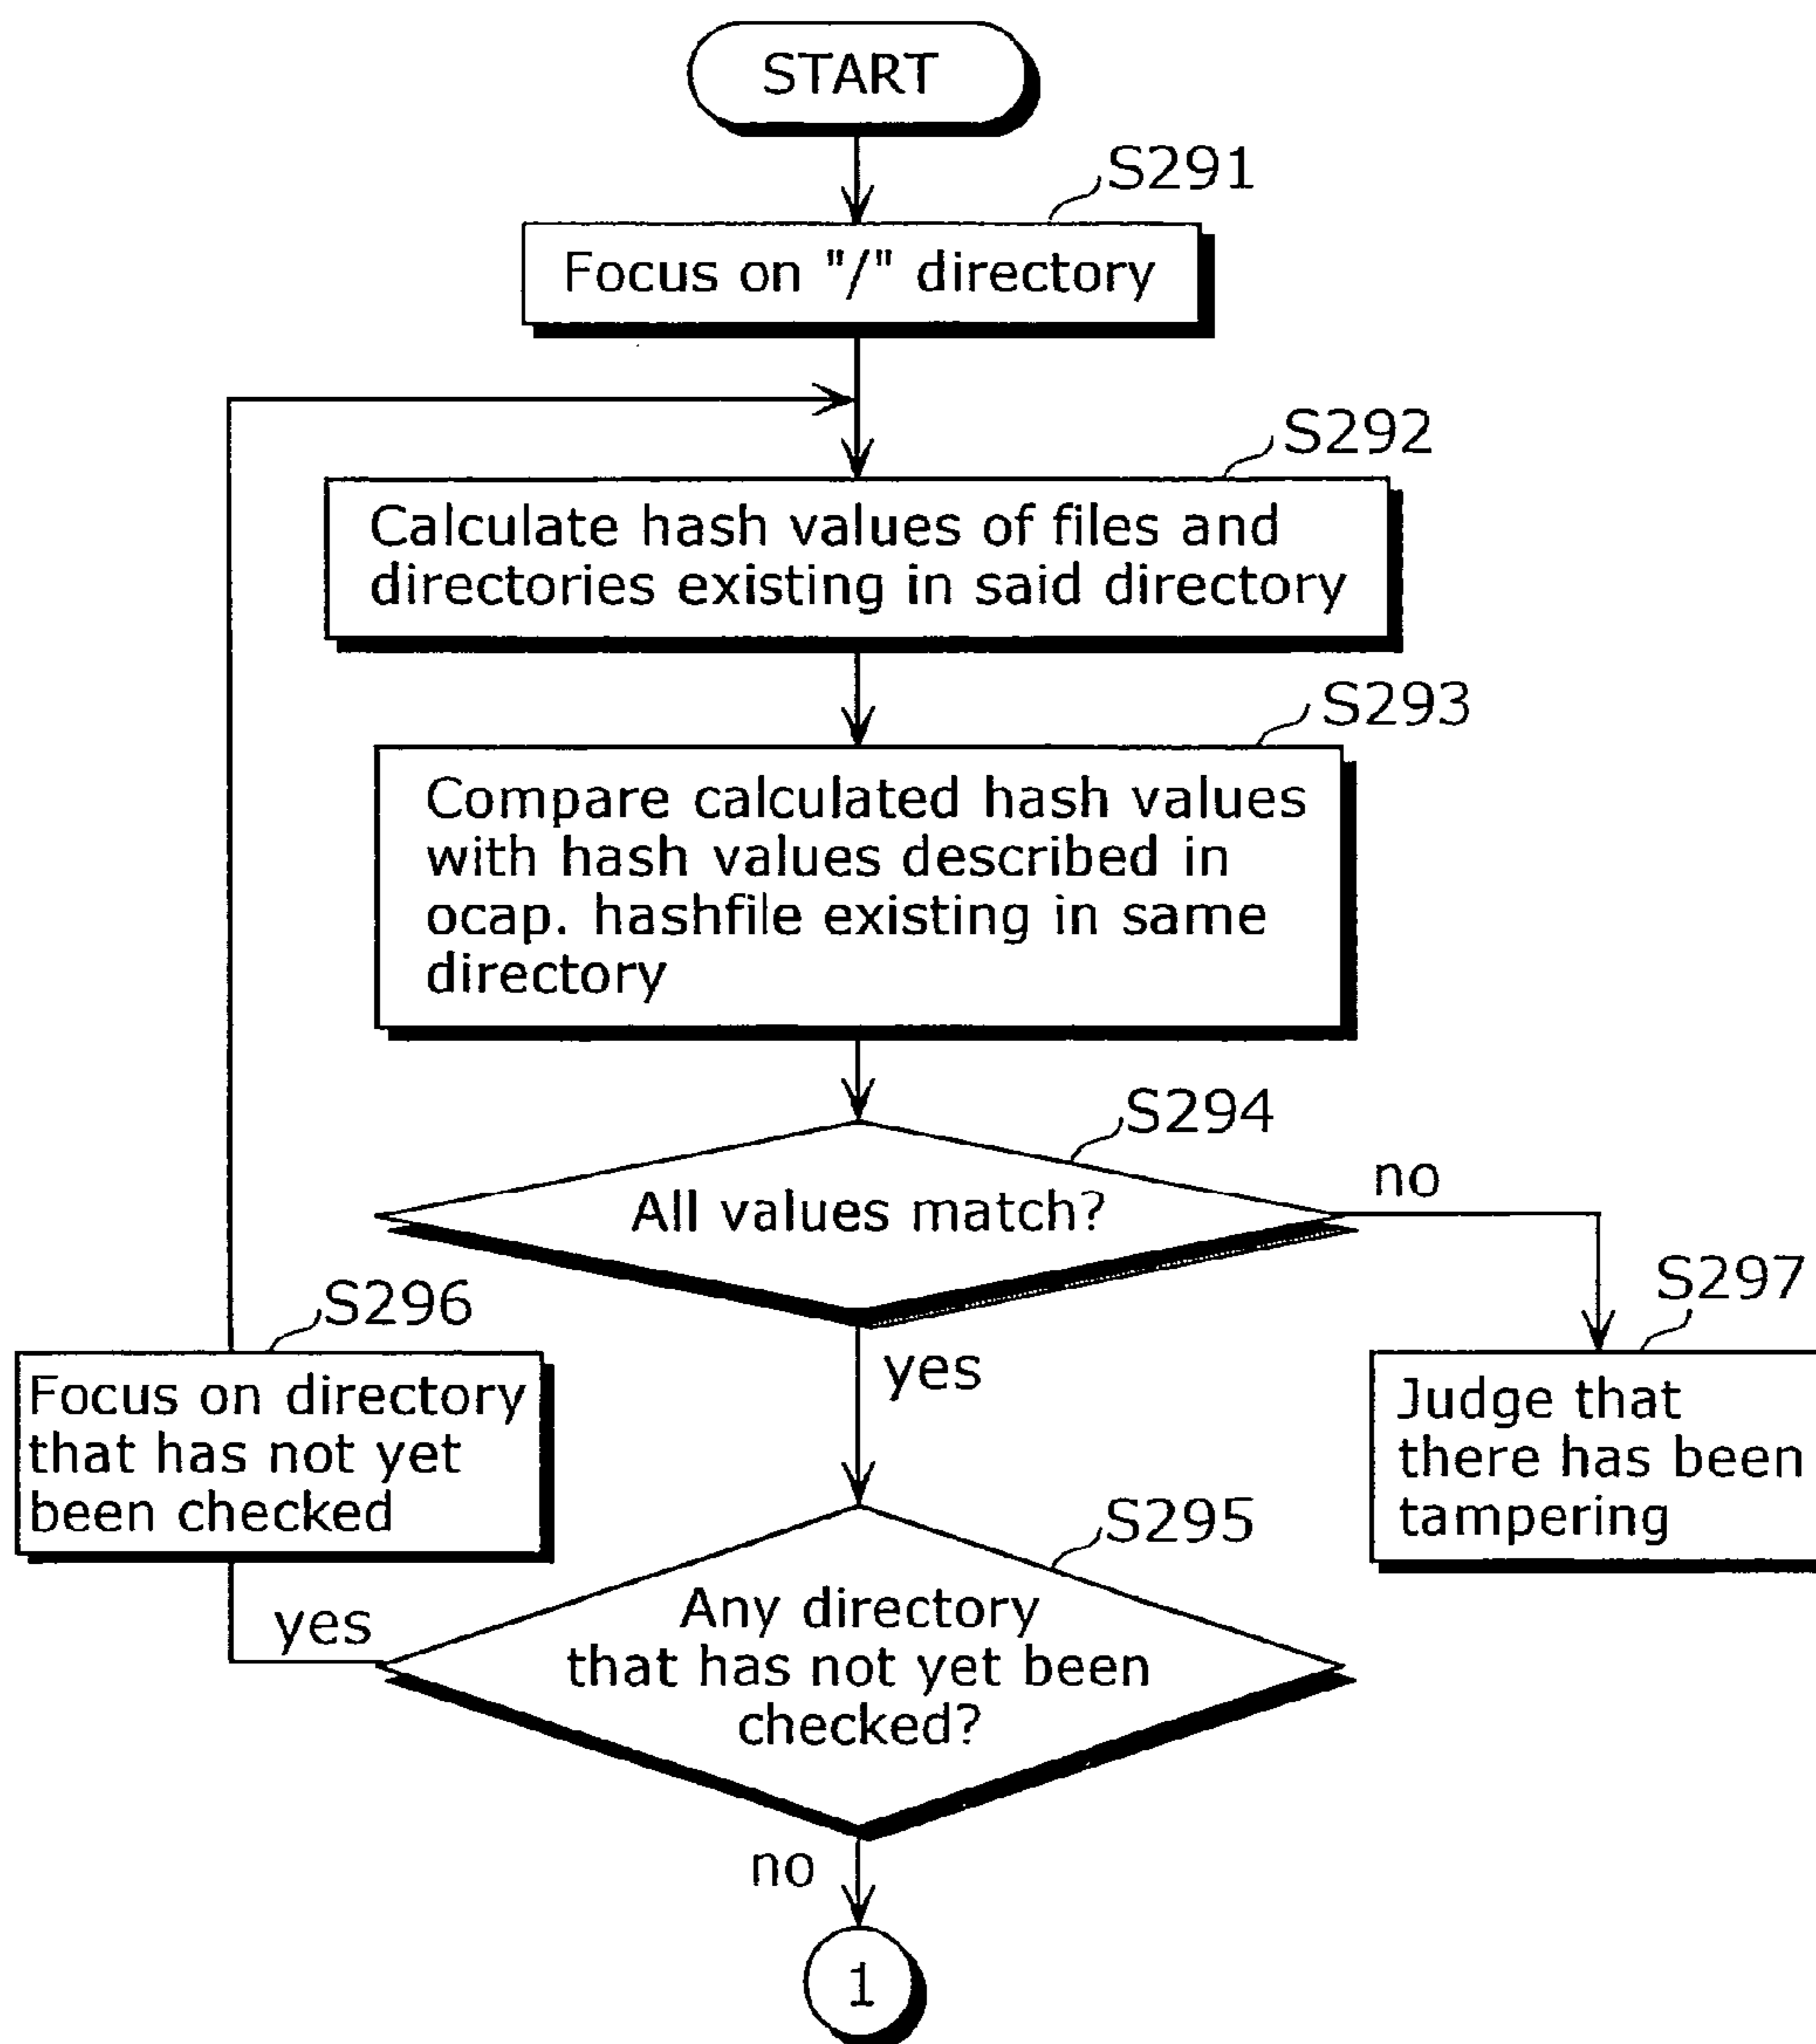 START
S291
Focus on "/" directory
S292
Calculate hash values of files and
directories existing in said directory
S293
Compare calculated hash values
with hash values described in
ocap. hashfile existing in same
directory
S294
All values match?
no
S297
Judge that
there has been
tampering
yes
S296
Focus on directory
that has not yet
been checked
S295
Any directory
that has not yet been
checked?
yes
no
1